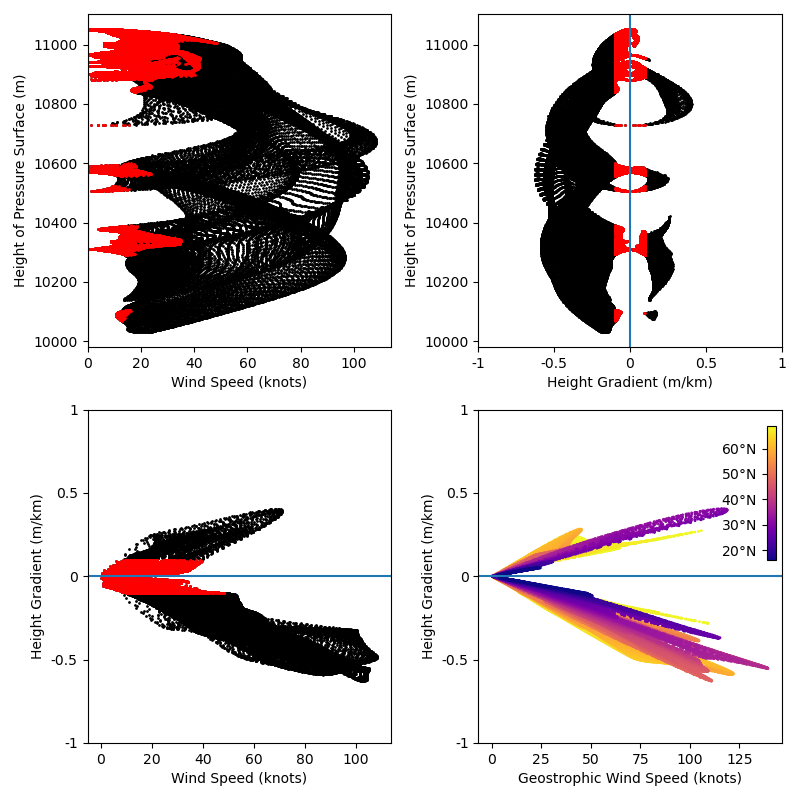 Height of Pressure Surface (m)
11000
10800
10600
10400
10200
10000
0 20 40 60 80 100
Wind Speed (knots)
Height of Pressure Surface (m)
11000
10800
10600
10400
10200
10000
-1 -0.5 0 0.5 1
Height Gradient (m/km)
Height Gradient (m/km)
1
0.5
0
-0.5
-1
0 20 40 60 80 100
Wind Speed (knots)
Height Gradient (m/km)
1
0.5
0
-0.5
-1
60°N
50°N
40°N
30°N
20°N
0 25 50 75 100 125
Geostrophic Wind Speed (knots)